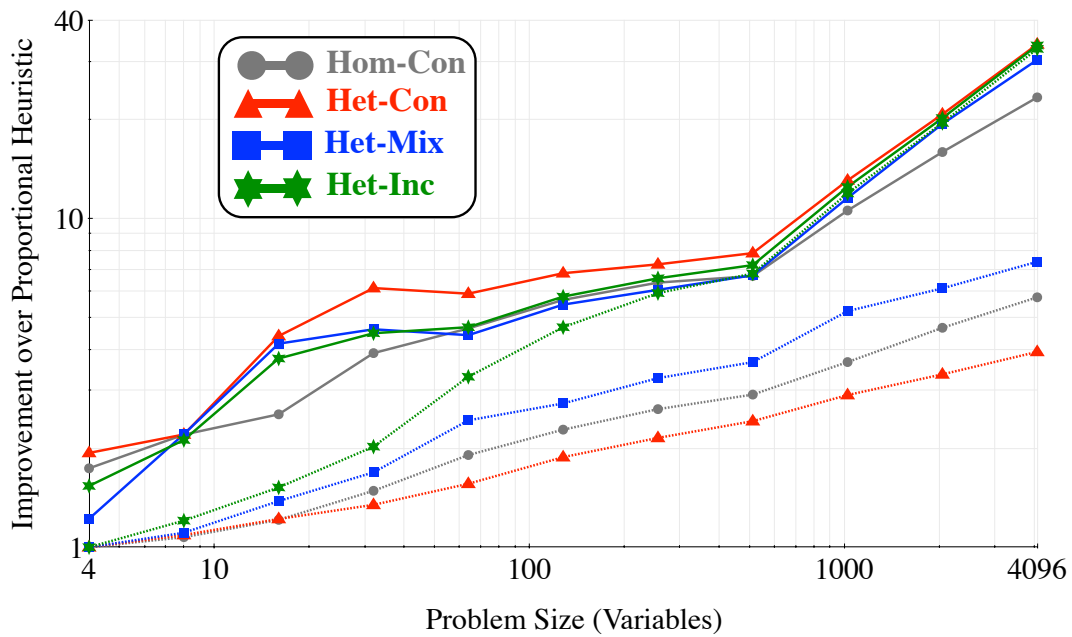 Improvement over Proportional Heuristic
40
10
1
Hom-Con
Het-Con
Het-Mix
Het-Inc
4 10 100 1000 4096
Problem Size (Variables)